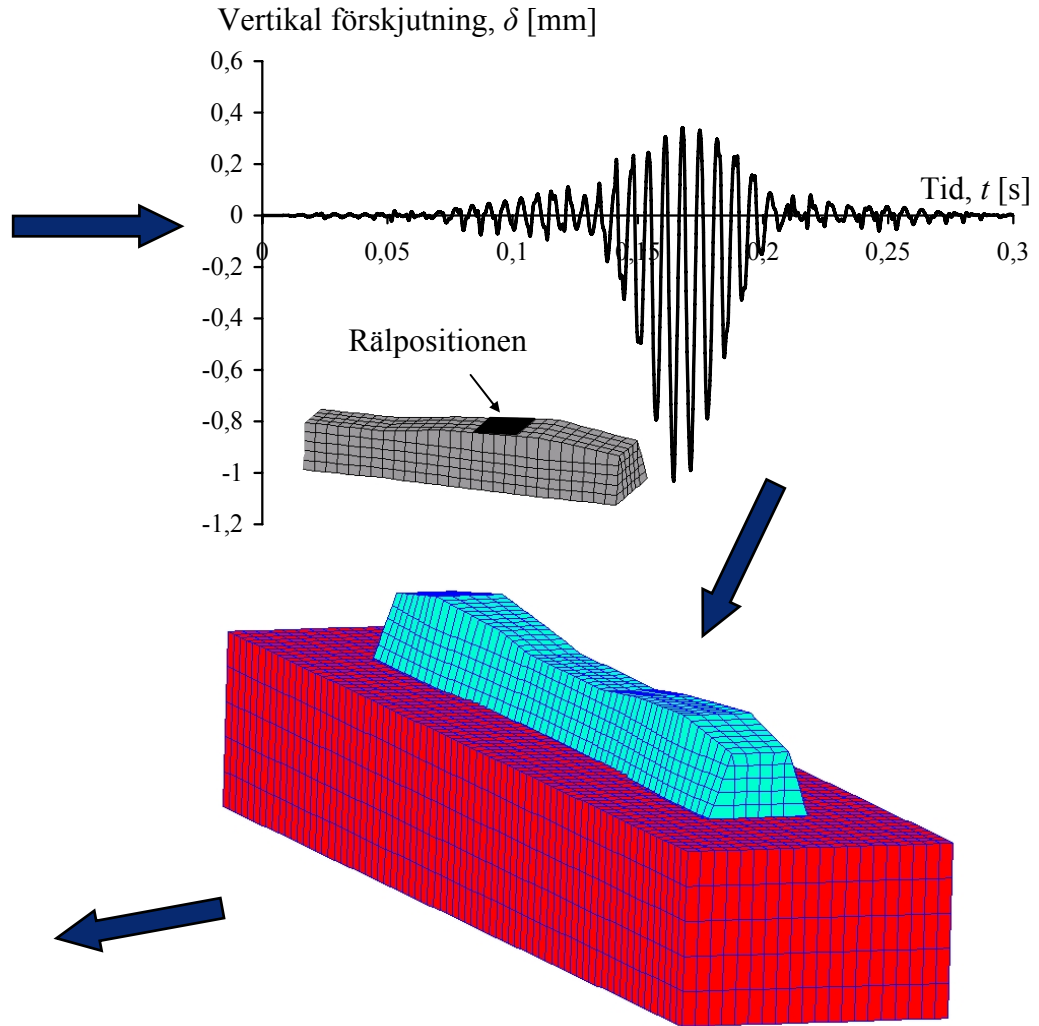 Vertikal förskjutning, δ [mm]
0,6
0,4
0,2
Tid, t [s]
0
0 0,05 0,1 0,15 0,2 0,25 0,3
-0,2
-0,4
Rälpositionen
-0,6
-0,8
-1
-1,2